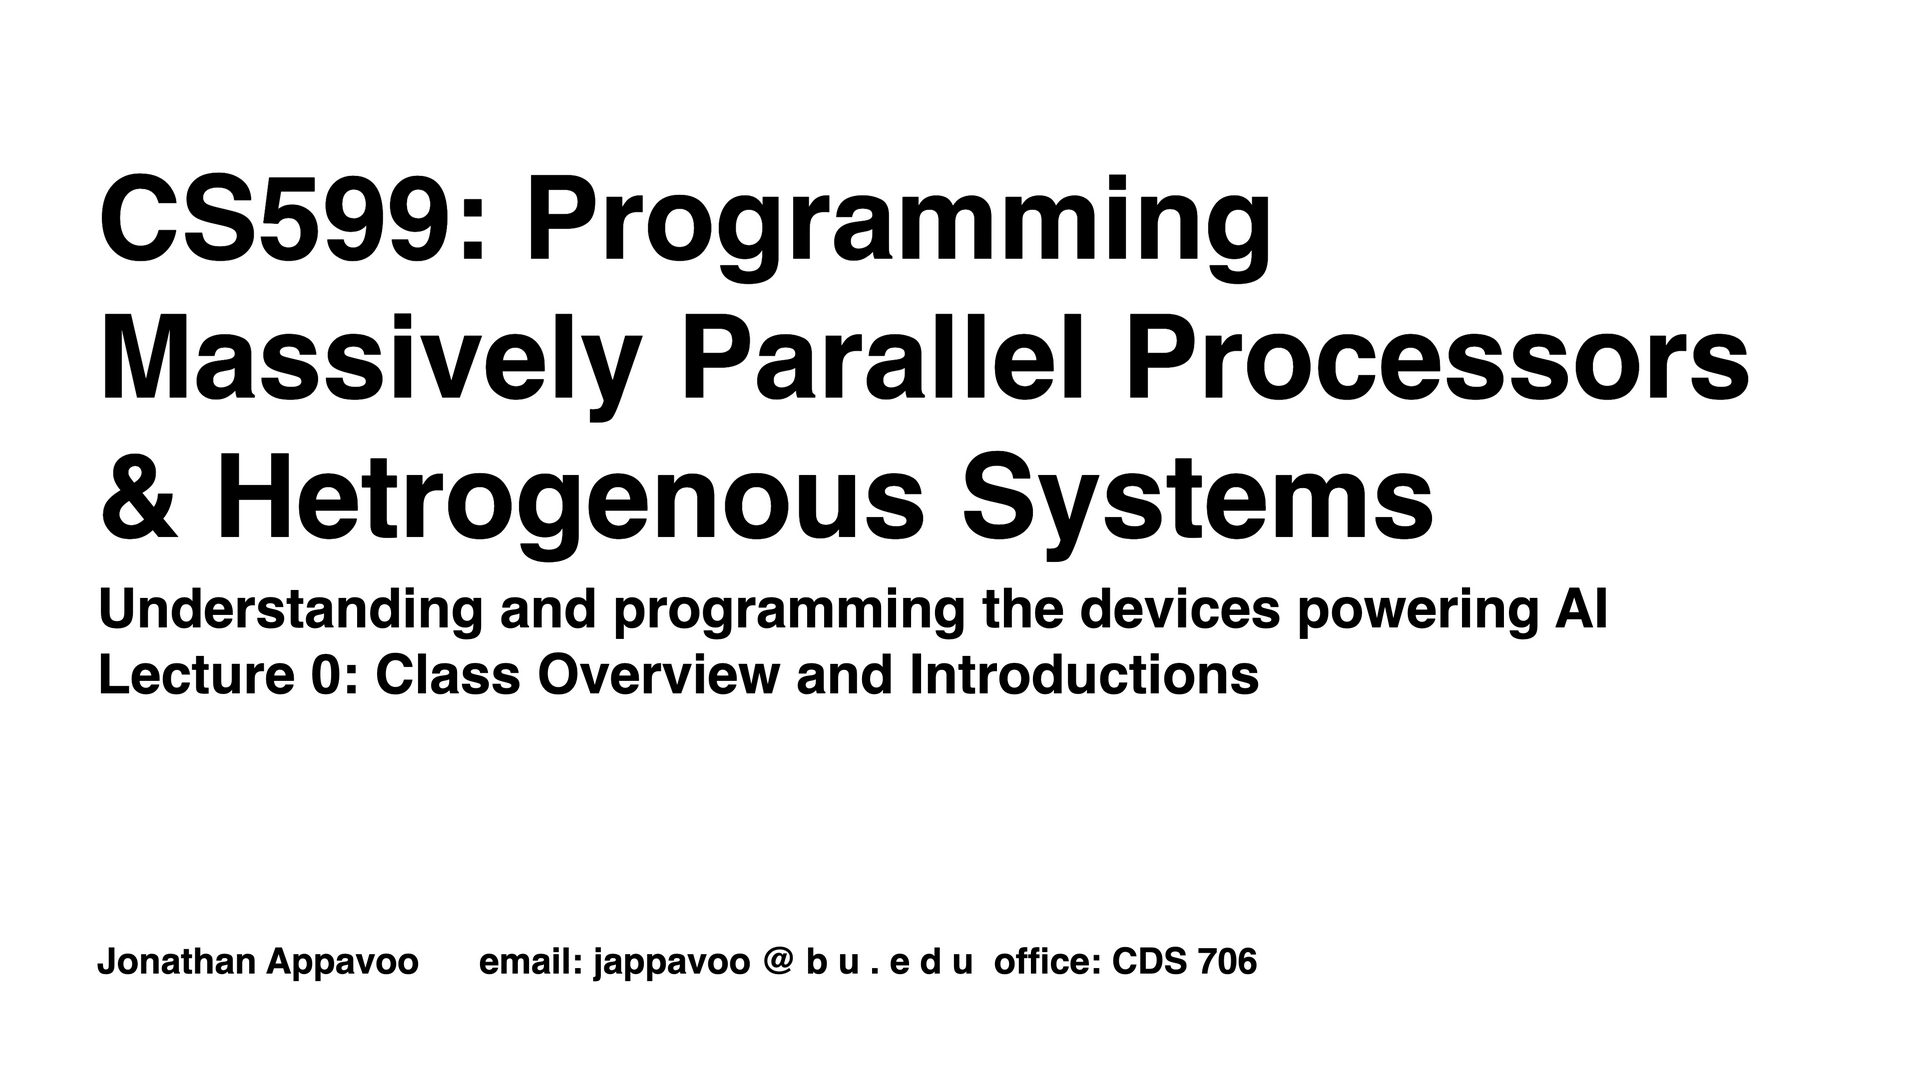 CS599: Programming
Massively Parallel Processors
& Hetrogenous Systems
Understanding and programming the devices powering AI
Lecture 0: Class Overview and Introductions
Jonathan Appavoo email: jappavoo @ b u . e d u office: CDS 706